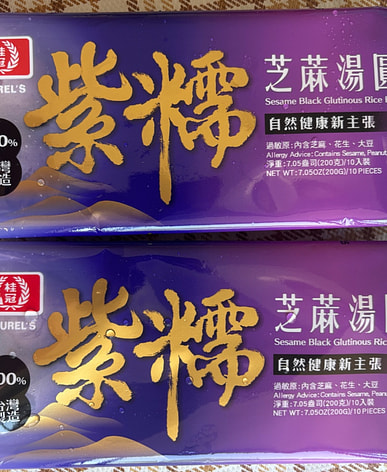 桂冠
UREL'S
0%
紫糯
芝蔴湯圓
Sesame Black Glutinous Rice
自然健康新主張
過敏原：內含芝麻、花生、大豆
Allergy Advice: Contains Sesame, Peanut
淨重：7.05盎司(200克)/10入裝
NET WT：7.05OZ(200G)/10 PIECES
桂冠
UREL'S
00%
台灣
製造
紫糯
芝蔴湯
Sesame Black Glutinous Rice
自然健康新主張
過敏原：內含芝麻、花生、大豆
Allergy Advice: Contains Sesame, Pean
淨重：7.05盎司(200克)/10入裝
NET WT：7.05OZ(200G)/10 PIECES